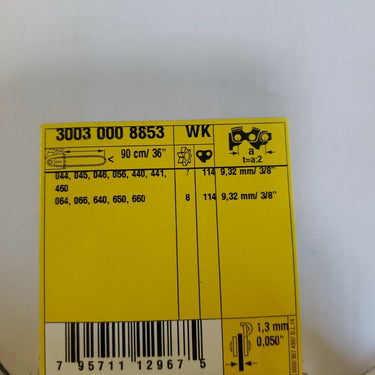 3003 000 8853 WK
90 cm/ 36" a
t=a:2
044, 045, 046, 056, 440, 441, 7 114 9,32 mm/ 3/8"
460
064, 066, 640, 650, 660 8 114 9,32 mm/ 3/8"
1,3 mm
0,050"
7 95711 12967 5